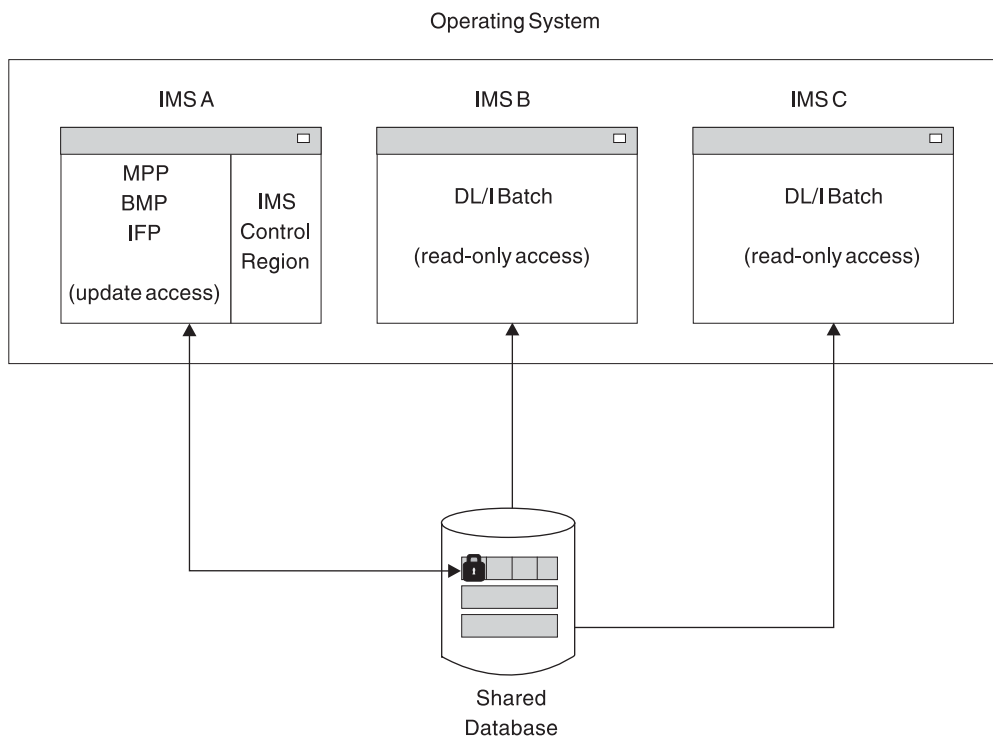 Operating System
IMS A
IMS B
IMS C
MPP
BMP
IFP
(update access)
IMS
Control
Region
DL/I Batch
(read-only access)
DL/I Batch
(read-only access)
Shared
Database